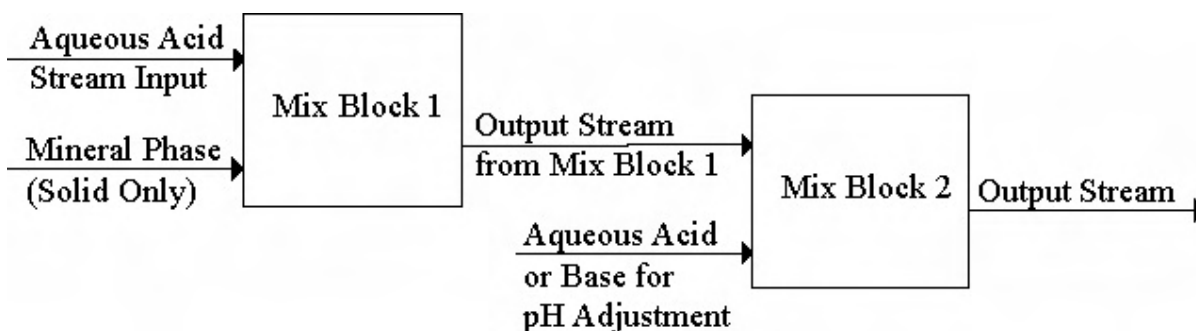 Aqueous Acid
Stream Input
Mix Block 1
Mineral Phase
(Solid Only)
Output Stream
from Mix Block 1
Mix Block 2
Output Stream
Aqueous Acid
or Base for
pH Adjustment